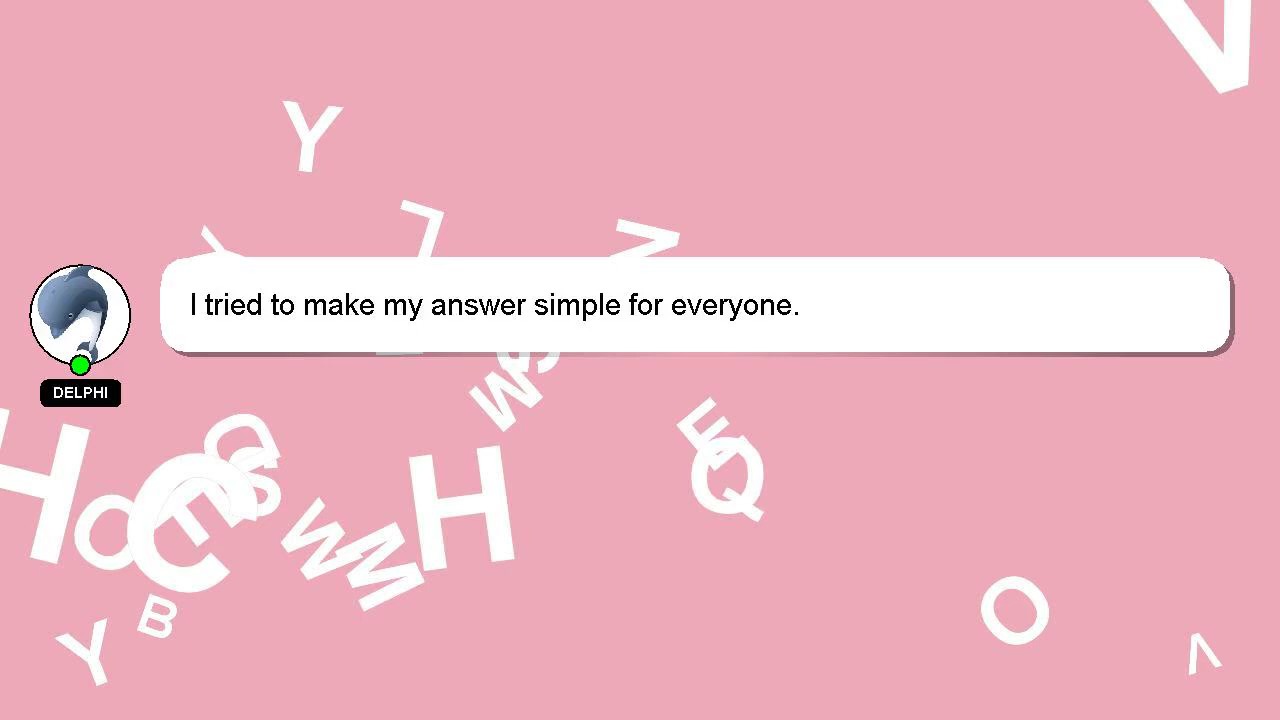 V
Y
L
I tried to make my answer simple for everyone.
DELPHI
S
W
E
Q
H
H
O
C
S
W
M
B
Y
O
V